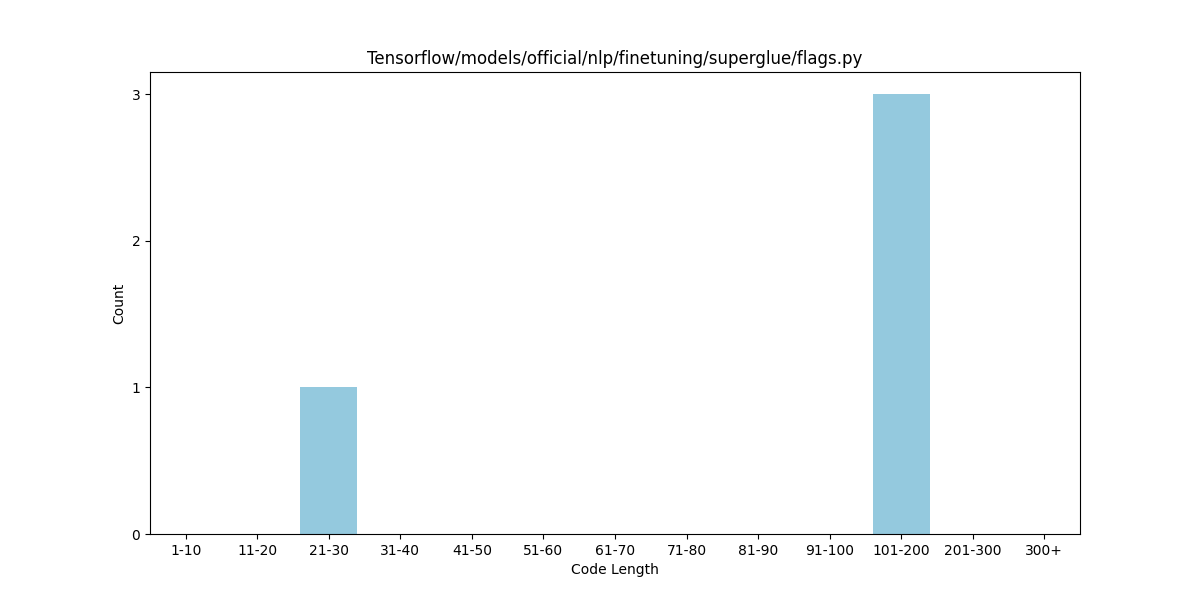 Tensorflow/models/official/nlp/finetuning/superglue/flags.py
3
2
1
0
Count
1-10 11-20 21-30 31-40 41-50 51-60 61-70 71-80 81-90 91-100 101-200 201-300 300+
Code Length